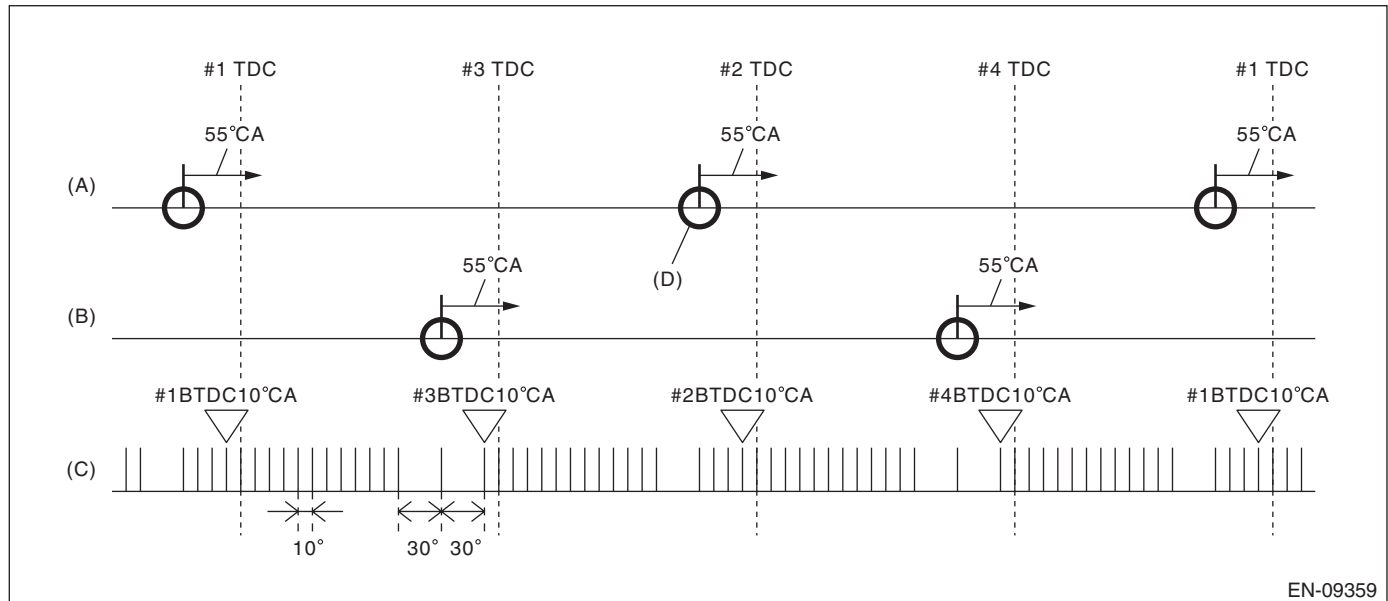 #1 TDC #3 TDC #2 TDC #4 TDC #1 TDC
55°CA 55°CA 55°CA
(A)
55°CA (D) 55°CA
(B)
#1BTDC10°CA #3BTDC10°CA #2BTDC10°CA #4BTDC10°CA #1BTDC10°CA
(C)
10° 30° 30°
EN-09359